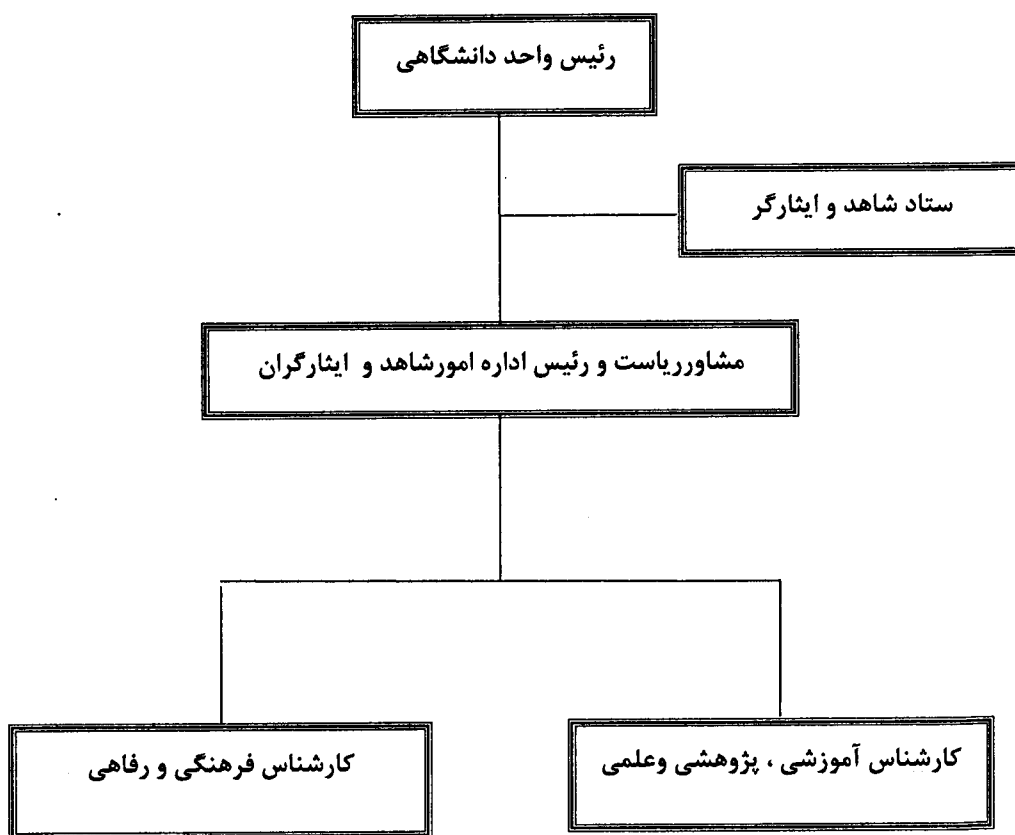 رئیس واحد دانشگاهی
ستاد شاهد و ایثارگر
مشاورریاست و رئیس اداره امورشاهد و ایثارگران
کارشناس آموزشی ، پژوهشی وعلمی
کارشناس فرهنگی و رفاهی